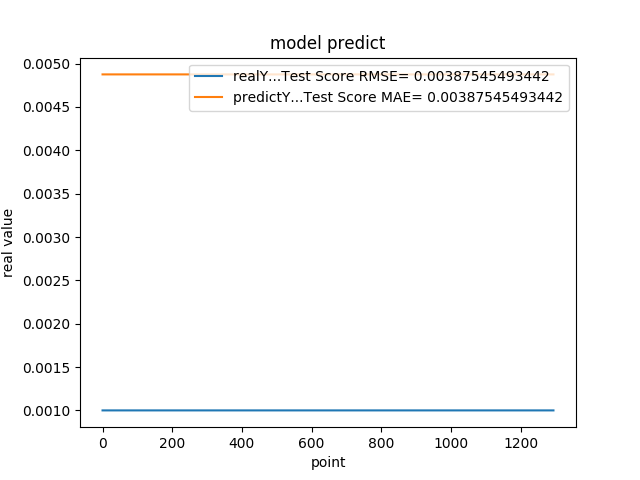 model predict
realY...Test Score RMSE= 0.00387545493442
predictY...Test Score MAE= 0.00387545493442
0.0050
0.0045
0.0040
0.0035
0.0030
0.0025
0.0020
0.0015
0.0010
real value
0 200 400 600 800 1000 1200
point